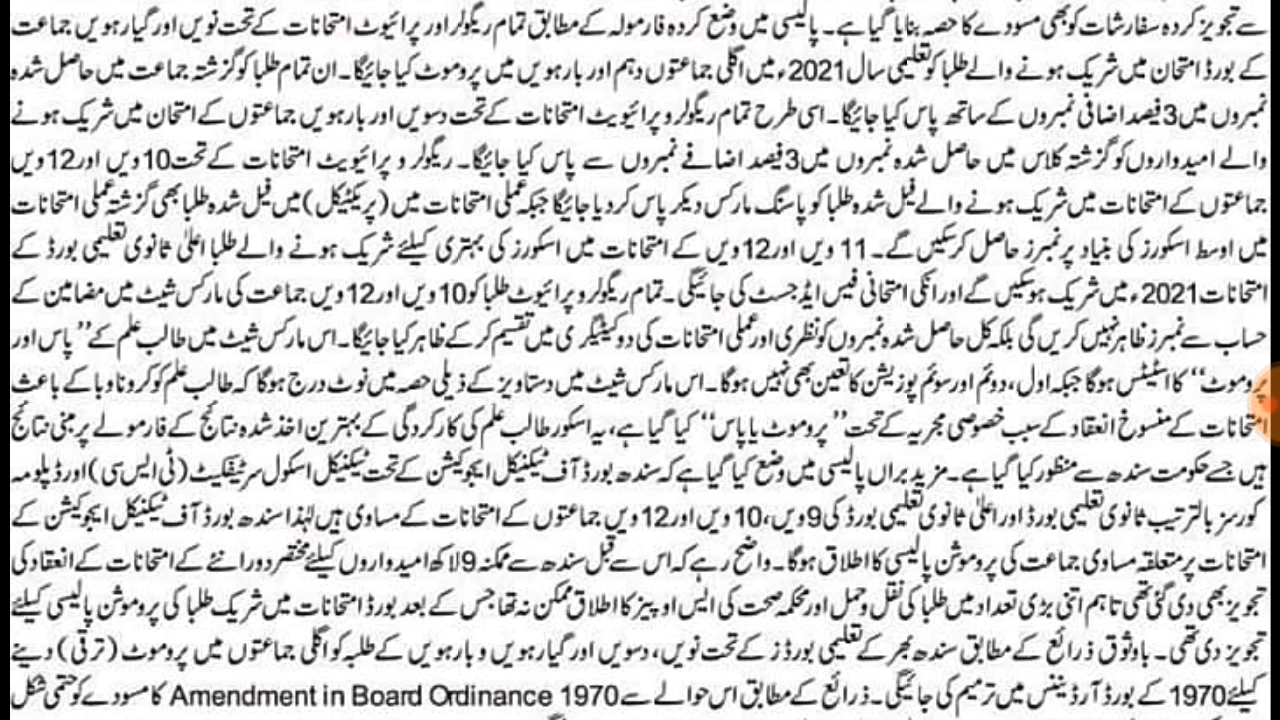 سے تجویز کردہ سفارشات کو بھی مسودے کا حصہ بنایا گیا ہے۔ پالیسی میں وضع کردہ فارمولہ کے مطابق تمام ریگولر اور پرائیوٹ امتحانات کے تحت نویں اور گیارہویں جماعت
کے بورڈ امتحان میں شریک ہونے والے طلبا کو تعلیمی سال 2021ء میں اگلی جماعتوں دہم اور بارہویں میں پروموٹ کیا جائیگا۔ ان تمام طلبا کو گزشتہ جماعت میں حاصل شدہ
نمبروں میں 3 فیصد اضافی نمبروں کے ساتھ پاس کیا جائیگا۔ اسی طرح تمام ریگولر و پرائیویٹ امتحانات کے تحت دسویں اور بارہویں جماعتوں کے امتحان میں شریک ہونے
والے امیدواروں کو گزشتہ کلاس میں حاصل شدہ نمبروں میں 3 فیصد اضافے نمبروں سے پاس کیا جائیگا۔ ریگولر و پرائیویٹ امتحانات کے تحت 10 ویں اور 12 ویں
جماعتوں کے امتحانات میں شریک ہونے والے فیل شدہ طلبا کو پاسنگ مارکس دیکر پاس کردیا جائیگا جبکہ عملی امتحانات میں (پریکٹیکل) میں فیل شدہ طلبا بھی گزشتہ عملی امتحانات
میں اوسط اسکورز کی بنیاد پر نمبرز حاصل کرسکیں گے۔ 11 ویں اور 12 ویں کے امتحانات میں اسکورز کی بہتری کیلئے شریک ہونے والے طلبا اعلیٰ ثانوی تعلیمی بورڈ کے
امتحانات 2021ء میں شریک ہوسکیں گے اور انکی امتحانی فیس ایڈجسٹ کی جائیگی۔ تمام ریگولر و پرائیوٹ طلبا کو 10 ویں اور 12 ویں جماعت کی مارکس شیٹ میں مضامین کے
حساب سے نمبرز ظاہر نہیں کریں گی بلکہ کل حاصل شدہ نمبروں کو نظری اور عملی امتحانات کی دو کیٹیگری میں تقسیم کرکے ظاہر کیا جائیگا۔ اس مارکس شیٹ میں طالب علم کے ’’پاس اور
پروموٹ‘‘ کا اسٹیٹس ہوگا جبکہ اول، دوئم اور سوئم پوزیشن کا تعین بھی نہیں ہوگا۔ اس مارکس شیٹ میں دستاویز کے ذیلی حصہ میں نوٹ درج ہوگا کہ طالب علم کو کرونا وبا کے باعث
امتحانات کے منسوخ انعقاد کے سبب خصوصی مجریہ کے تحت ’’پروموٹ یا پاس‘‘ کیا گیا ہے، یہ اسکور طالب علم کی کارکردگی کے بہترین اخذ شدہ نتائج کے فارمولے پر مبنی نتائج
ہیں جسے حکومت سندھ سے منظور کیا گیا ہے۔ مزید براں پالیسی میں وضع کیا گیا ہے کہ سندھ بورڈ آف ٹیکنیکل ایجوکیشن کے تحت ٹیکنیکل اسکول سرٹیفکیٹ (ٹی ایس سی) اور ڈپلومہ
کورسز بالترتیب ثانوی تعلیمی بورڈ اور اعلیٰ ثانوی تعلیمی بورڈ کی 9 ویں، 10 ویں اور 12 ویں جماعتوں کے امتحانات کے مساوی ہیں لہٰذا سندھ بورڈ آف ٹیکنیکل ایجوکیشن کے
امتحانات پر متعلقہ مساوی جماعت کی پروموشن پالیسی کا اطلاق ہوگا۔ واضح رہے کہ اس سے قبل سندھ سے ممکنہ 9 لاکھ امیدواروں کیلئے مختصر دورانئے کے امتحانات کے انعقاد کی
تجویز بھی دی گئی تھی تاہم اتنی بڑی تعداد میں طلبا کی نقل و حمل اور محکمہ صحت کی ایس او پیز کا اطلاق ممکن نہ تھا جس کے بعد بورڈ امتحانات میں شریک طلبا کی پروموشن پالیسی کیلئے
تجویز دی تھی۔ باوثوق ذرائع کے مطابق سندھ بھر کے تعلیمی بورڈز کے تحت نویں، دسویں اور گیارہویں و بارہویں کے طلبہ کو اگلی جماعتوں میں پروموٹ (ترقی) دینے
کیلئے 1970 کے بورڈ آرڈیننس میں ترمیم کی جائیگی۔ ذرائع کے مطابق اس حوالے سے Amendment in Board Ordinance 1970 کا مسودے کو حتمی شکل